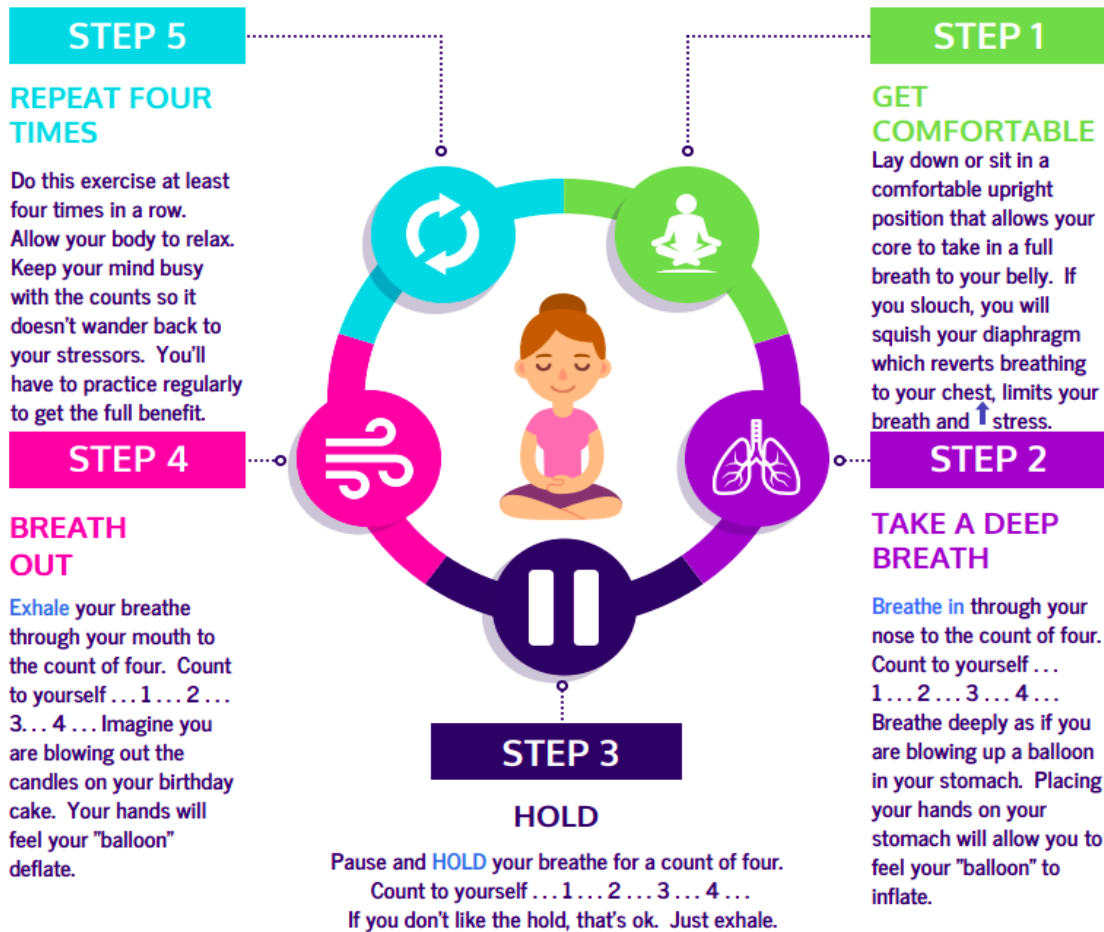 STEP 1
GET
COMFORTABLE
Lay down or sit in a
comfortable upright
position that allows your
core to take in a full
breath to your belly. If
you slouch, you will
squish your diaphragm
which reverts breathing
to your chest, limits your
breath and ⬆ stress.
STEP 2
TAKE A DEEP
BREATH
Breathe in through your
nose to the count of four.
Count to yourself . . .
1 . . . 2 . . . 3 . . . 4 . . .
Breathe deeply as if you
are blowing up a balloon
in your stomach. Placing
your hands on your
stomach will allow you to
feel your "balloon" to
inflate.
STEP 3
HOLD
Pause and HOLD your breathe for a count of four.
Count to yourself . . . 1 . . . 2 . . . 3 . . . 4 . . .
If you don't like the hold, that's ok. Just exhale.
STEP 4
BREATH
OUT
Exhale your breathe
through your mouth to
the count of four. Count
to yourself . . . 1 . . . 2 . . .
3. . . 4 . . . Imagine you
are blowing out the
candles on your birthday
cake. Your hands will
feel your "balloon"
deflate.
STEP 5
REPEAT FOUR
TIMES
Do this exercise at least
four times in a row.
Allow your body to relax.
Keep your mind busy
with the counts so it
doesn't wander back to
your stressors. You'll
have to practice regularly
to get the full benefit.